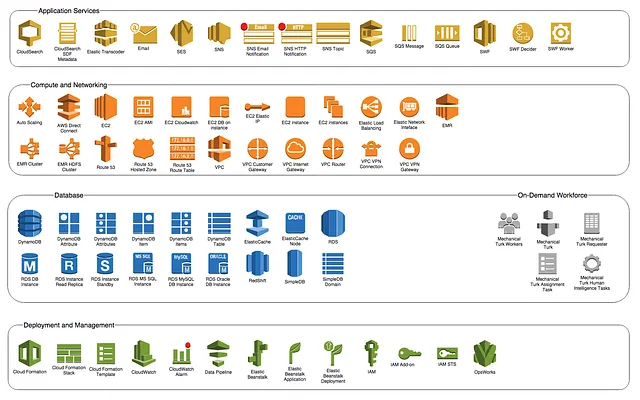 Application Services
CloudSearch
CloudSearch
SDF
Metadata
Elastic Transcoder
Email
SES
SNS
SNS Email
Notification
SNS HTTP
Notification
SNS Topic
SQS
SQS Message
SQS Queue
SWF
SWF Decider
SWF Worker
Email
HTTP
Compute and Networking
Auto Scaling
AWS Direct
Connect
EC2
EC2 AMI
EC2 Cloudwatch
EC2 DB on
instance
EC2 Elastic
IP
EC2 Instance
EC2 Instances
Elastic Load
Balancing
Elastic Network
Inteface
EMR
EMR Cluster
EMR HDFS
Cluster
Route 53
Route 53
Hosted Zone
Route 53
Route Table
VPC
VPC Customer
Gateway
VPC Internet
Gateway
VPC Router
VPC VPN
Connection
VPC VPN
Gateway
Database
DynamoDB
DynamoDB
Attribute
DynamoDB
Attributes
DynamoDB
Item
DynamoDB
Items
DynamoDB
Table
ElastiCache
CACHE
ElastiCache
Node
RDS
M
R
S
MS SQL
MySQL
ORACLE
RDS DB
Instance
RDS Instance
Read Replica
RDS Instance
Standby
RDS MS SQL
Instance
RDS MySQL
DB Instance
RDS Oracle
DB Instance
RedShift
SimpleDB
SimpleDB
Domain
On-Demand Workforce
Mechanical
Turk Workers
Mechanical
Turk
Mechanical
Turk Requester
Mechanical
Turk Assignment
Task
Mechanical
Turk Human
Intelligence Tasks
Deployment and Management
Cloud Formation
Cloud Formation
Stack
Cloud Formation
Template
CloudWatch
CloudWatch
Alarm
Data Pipeline
Elastic
Beanstalk
Elastic
Beanstalk
Application
Elastic
Beanstalk
Deployment
IAM
IAM Add-on
IAM STS
OpsWorks